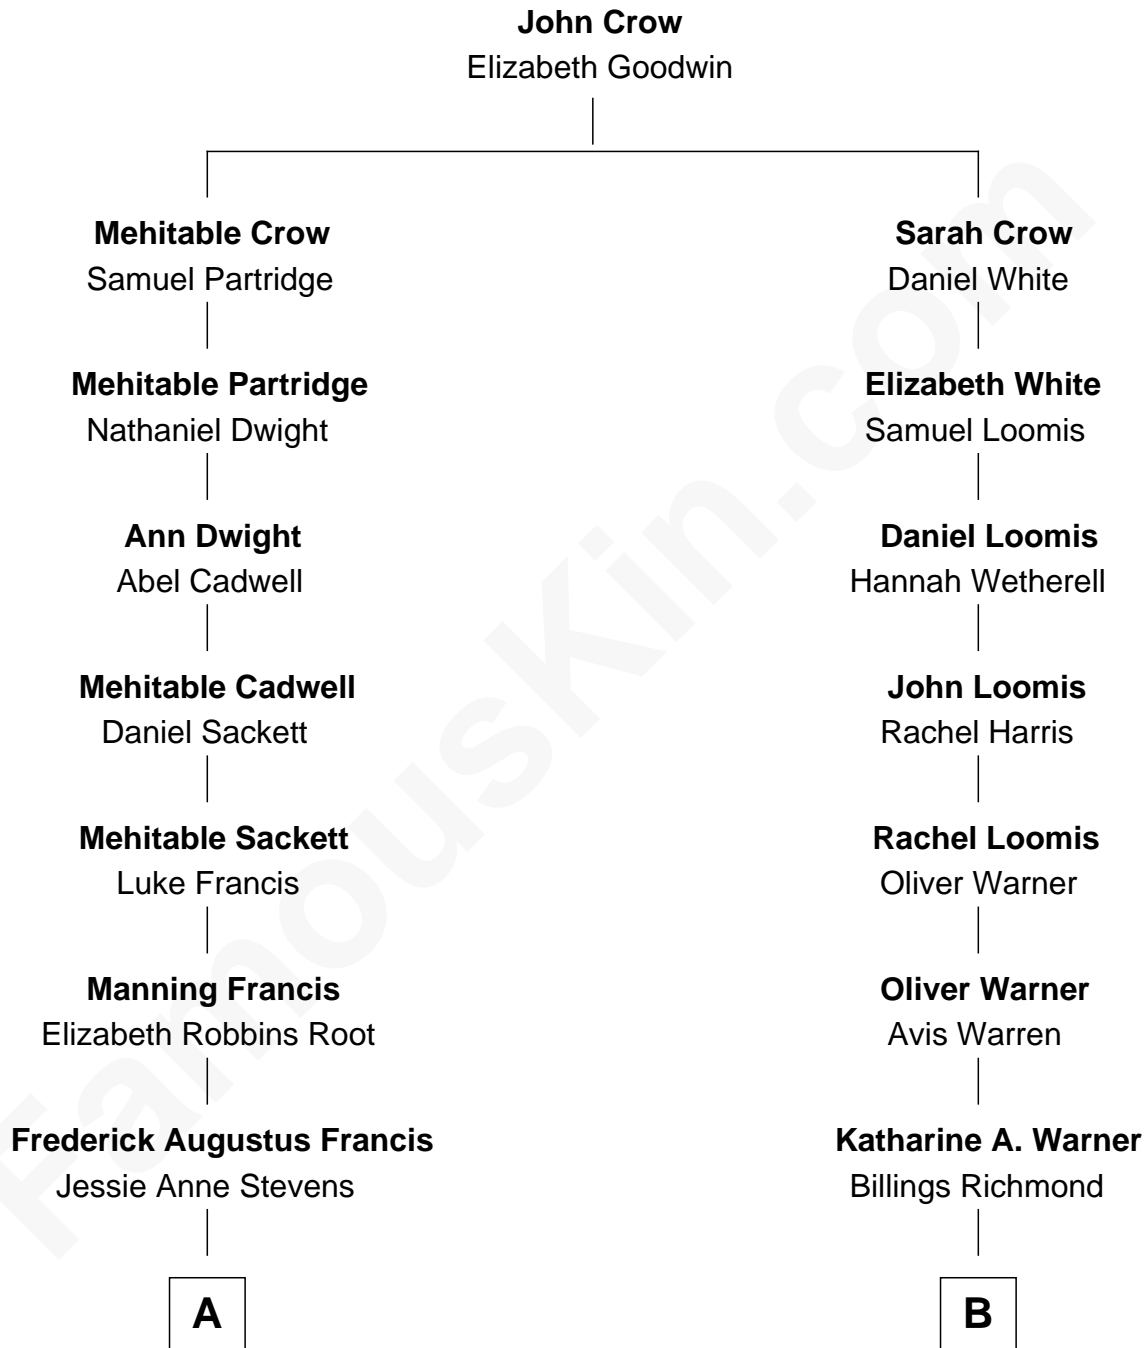 John Crow
Elizabeth Goodwin
Mehitable Crow
Samuel Partridge
Sarah Crow
Daniel White
Mehitable Partridge
Nathaniel Dwight
Elizabeth White
Samuel Loomis
Ann Dwight
Abel Cadwell
Daniel Loomis
Hannah Wetherell
Mehitable Cadwell
Daniel Sackett
John Loomis
Rachel Harris
Mehitable Sackett
Luke Francis
Rachel Loomis
Oliver Warner
Manning Francis
Elizabeth Robbins Root
Oliver Warner
Avis Warren
Frederick Augustus Francis
Jessie Anne Stevens
Katharine A. Warner
Billings Richmond
A
B
FamousKin.com